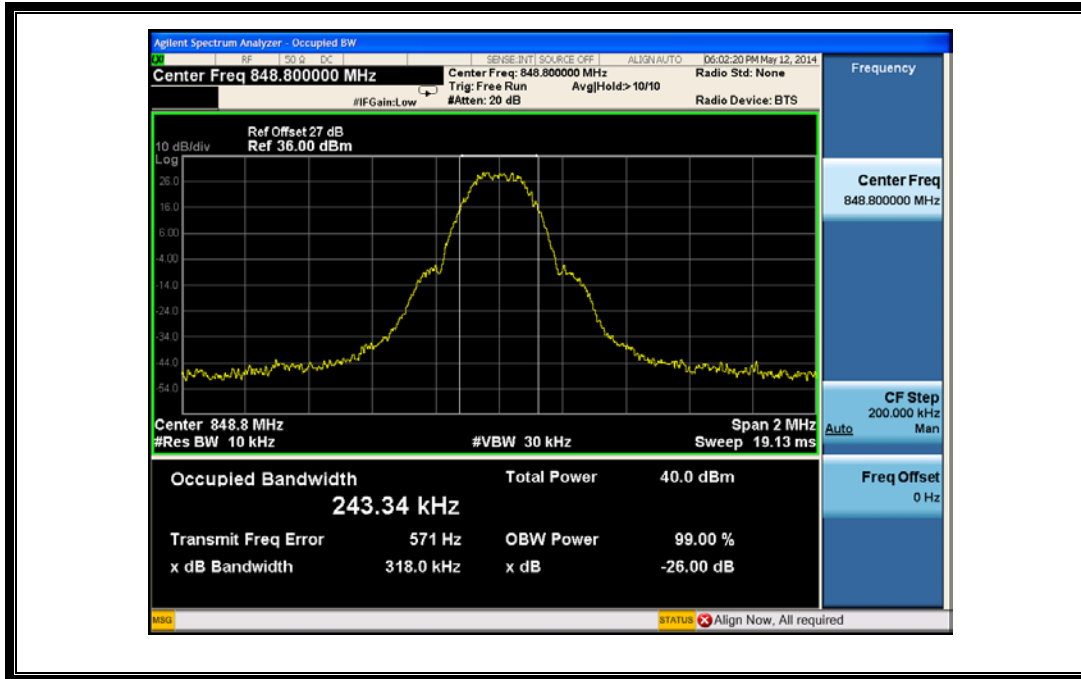 Agilent Spectrum Analyzer - Occupied BW
RF 50 Ω DC SENSE:INT SOURCE OFF ALIGN AUTO 06:02:20 PM May 12, 2014
Center Freq 848.800000 MHz
Center Freq: 848.800000 MHz
Radio Std: None
Trig: Free Run Avg|Hold:> 10/10
#IFGain:Low
#Atten: 20 dB
Radio Device: BTS
Ref Offset 27 dB
10 dB/div Ref 36.00 dBm
Log
26.0
16.0
6.00
-4.00
-14.0
-24.0
-34.0
-44.0
-54.0
Center 848.8 MHz Span 2 MHz
#Res BW 10 kHz #VBW 30 kHz Sweep 19.13 ms
Occupied Bandwidth Total Power 40.0 dBm
243.34 kHz
Transmit Freq Error 571 Hz OBW Power 99.00 %
x dB Bandwidth 318.0 kHz x dB -26.00 dB
MSG STATUS Align Now, All required
Frequency
Center Freq
848.800000 MHz
CF Step
200.000 kHz
Auto Man
Freq Offset
0 Hz